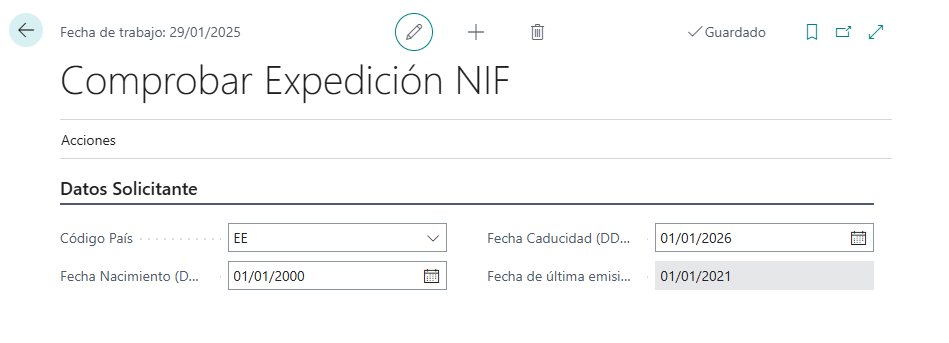 Fecha de trabajo: 29/01/2025
Guardado
Comprobar Expedición NIF
Acciones
Datos Solicitante
Código País
EE
Fecha Caducidad (DD...
01/01/2026
Fecha Nacimiento (D...
01/01/2000
Fecha de última emisi...
01/01/2021